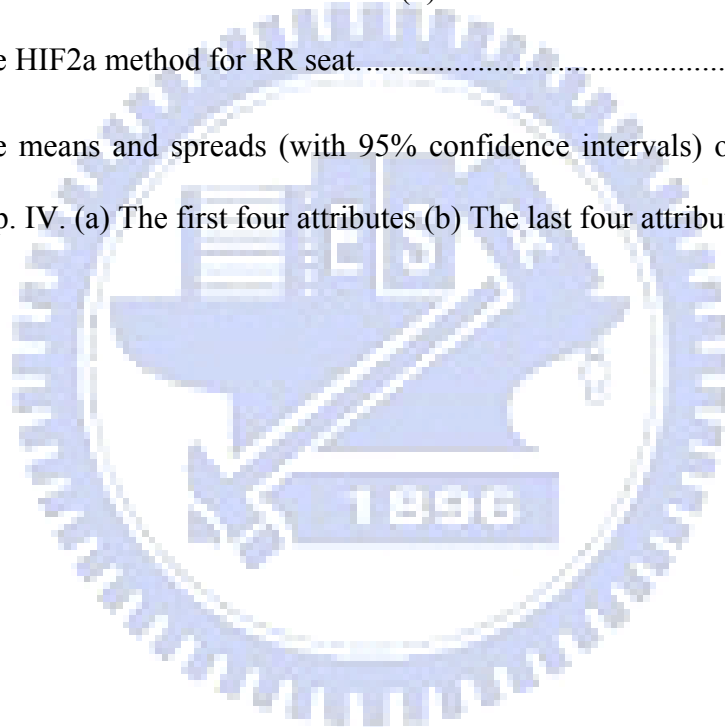 e HIF2a method for RR seat.........................................
e means and spreads (with 95% confidence intervals) o
p. IV. (a) The first four attributes (b) The last four attribu
E S
1896